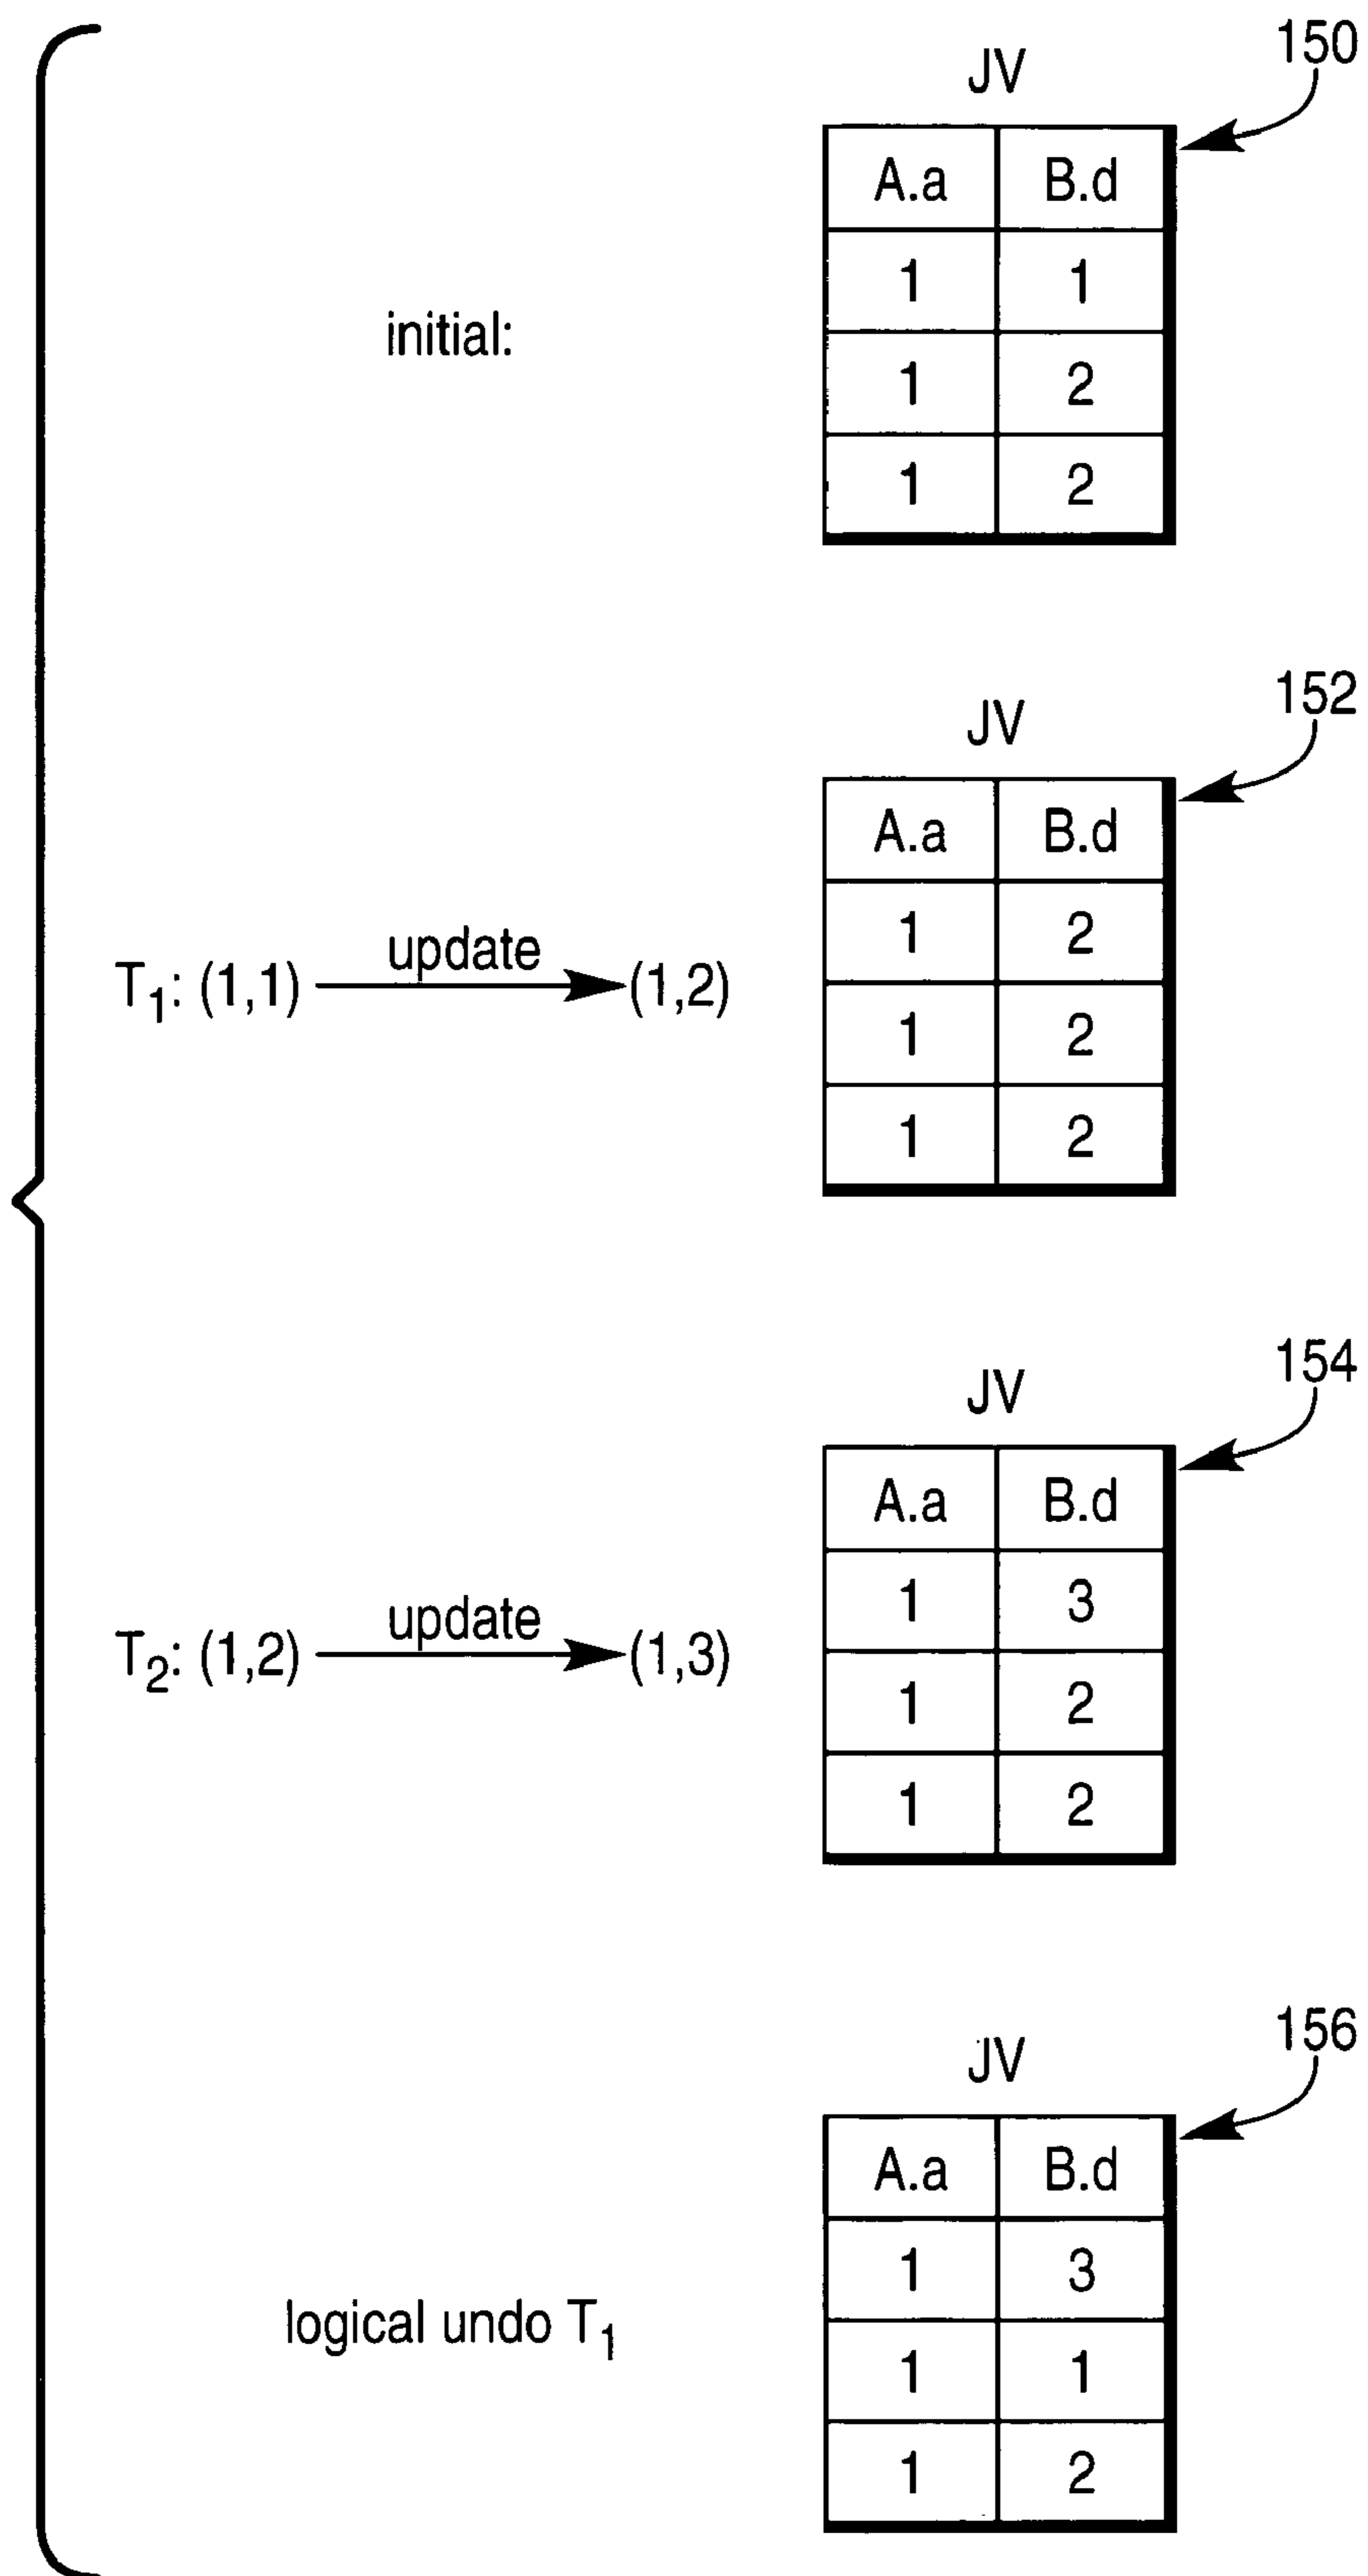 150
JV
A.a B.d
1 1
initial:
1 2
1 2
152
JV
A.a B.d
1 2
update
T1: (1,1) (1,2)
1 2
1 2
154
JV
A.a B.d
1 3
update
T2: (1,2) (1,3)
1 2
1 2
156
JV
A.a B.d
1 3
logical undo T1
1 1
1 2